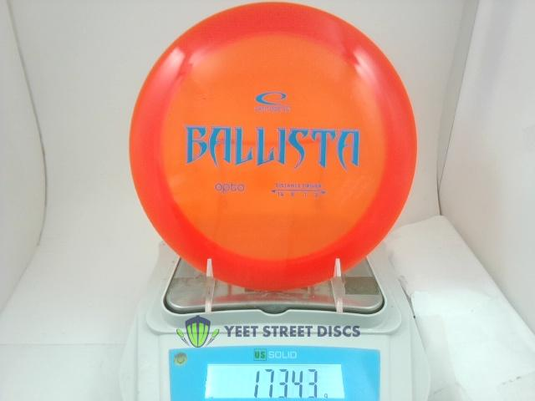 BALLISTA
opto
DISTANCE DRIVER
YEET STREET DISCS
US SOLID
173.43 g